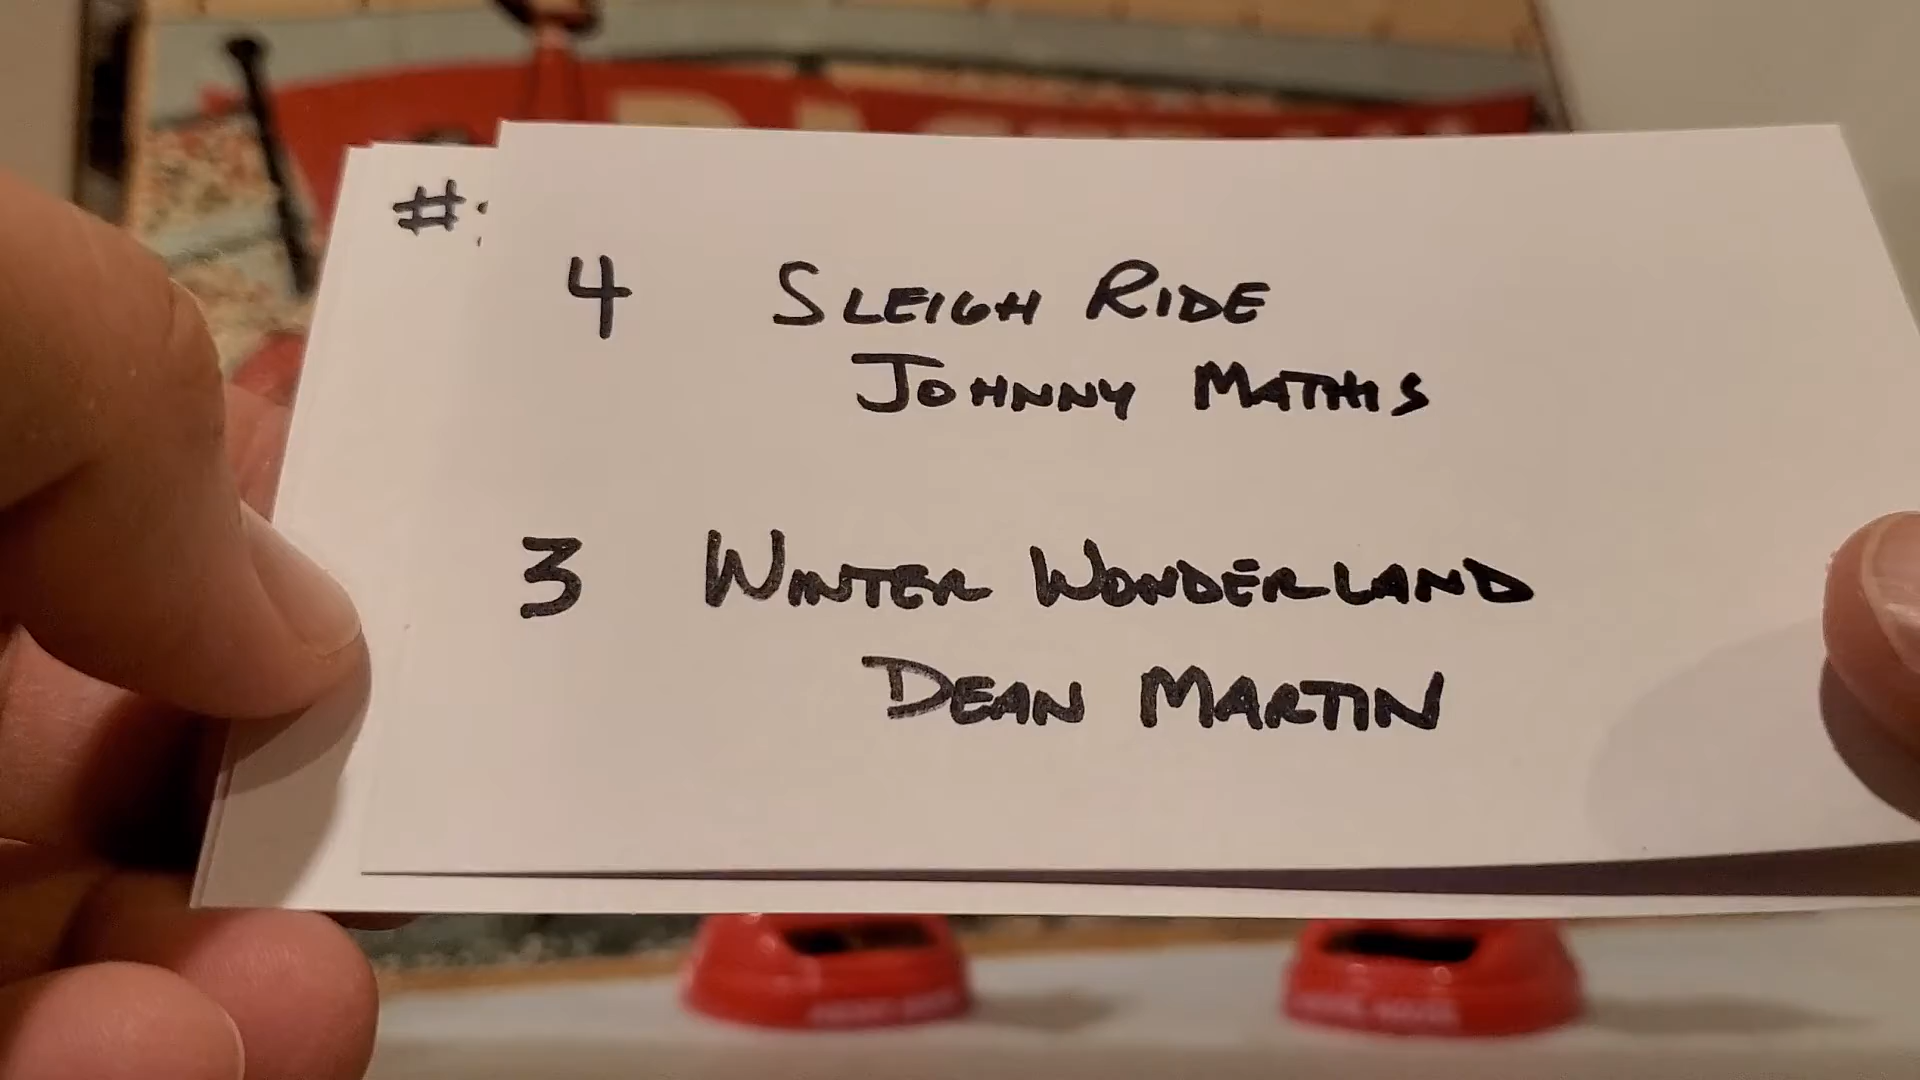 #
4 SLEIGH RIDE
JOHNNY MATHIS
3 WINTER WONDERLAND
DEAN MARTIN